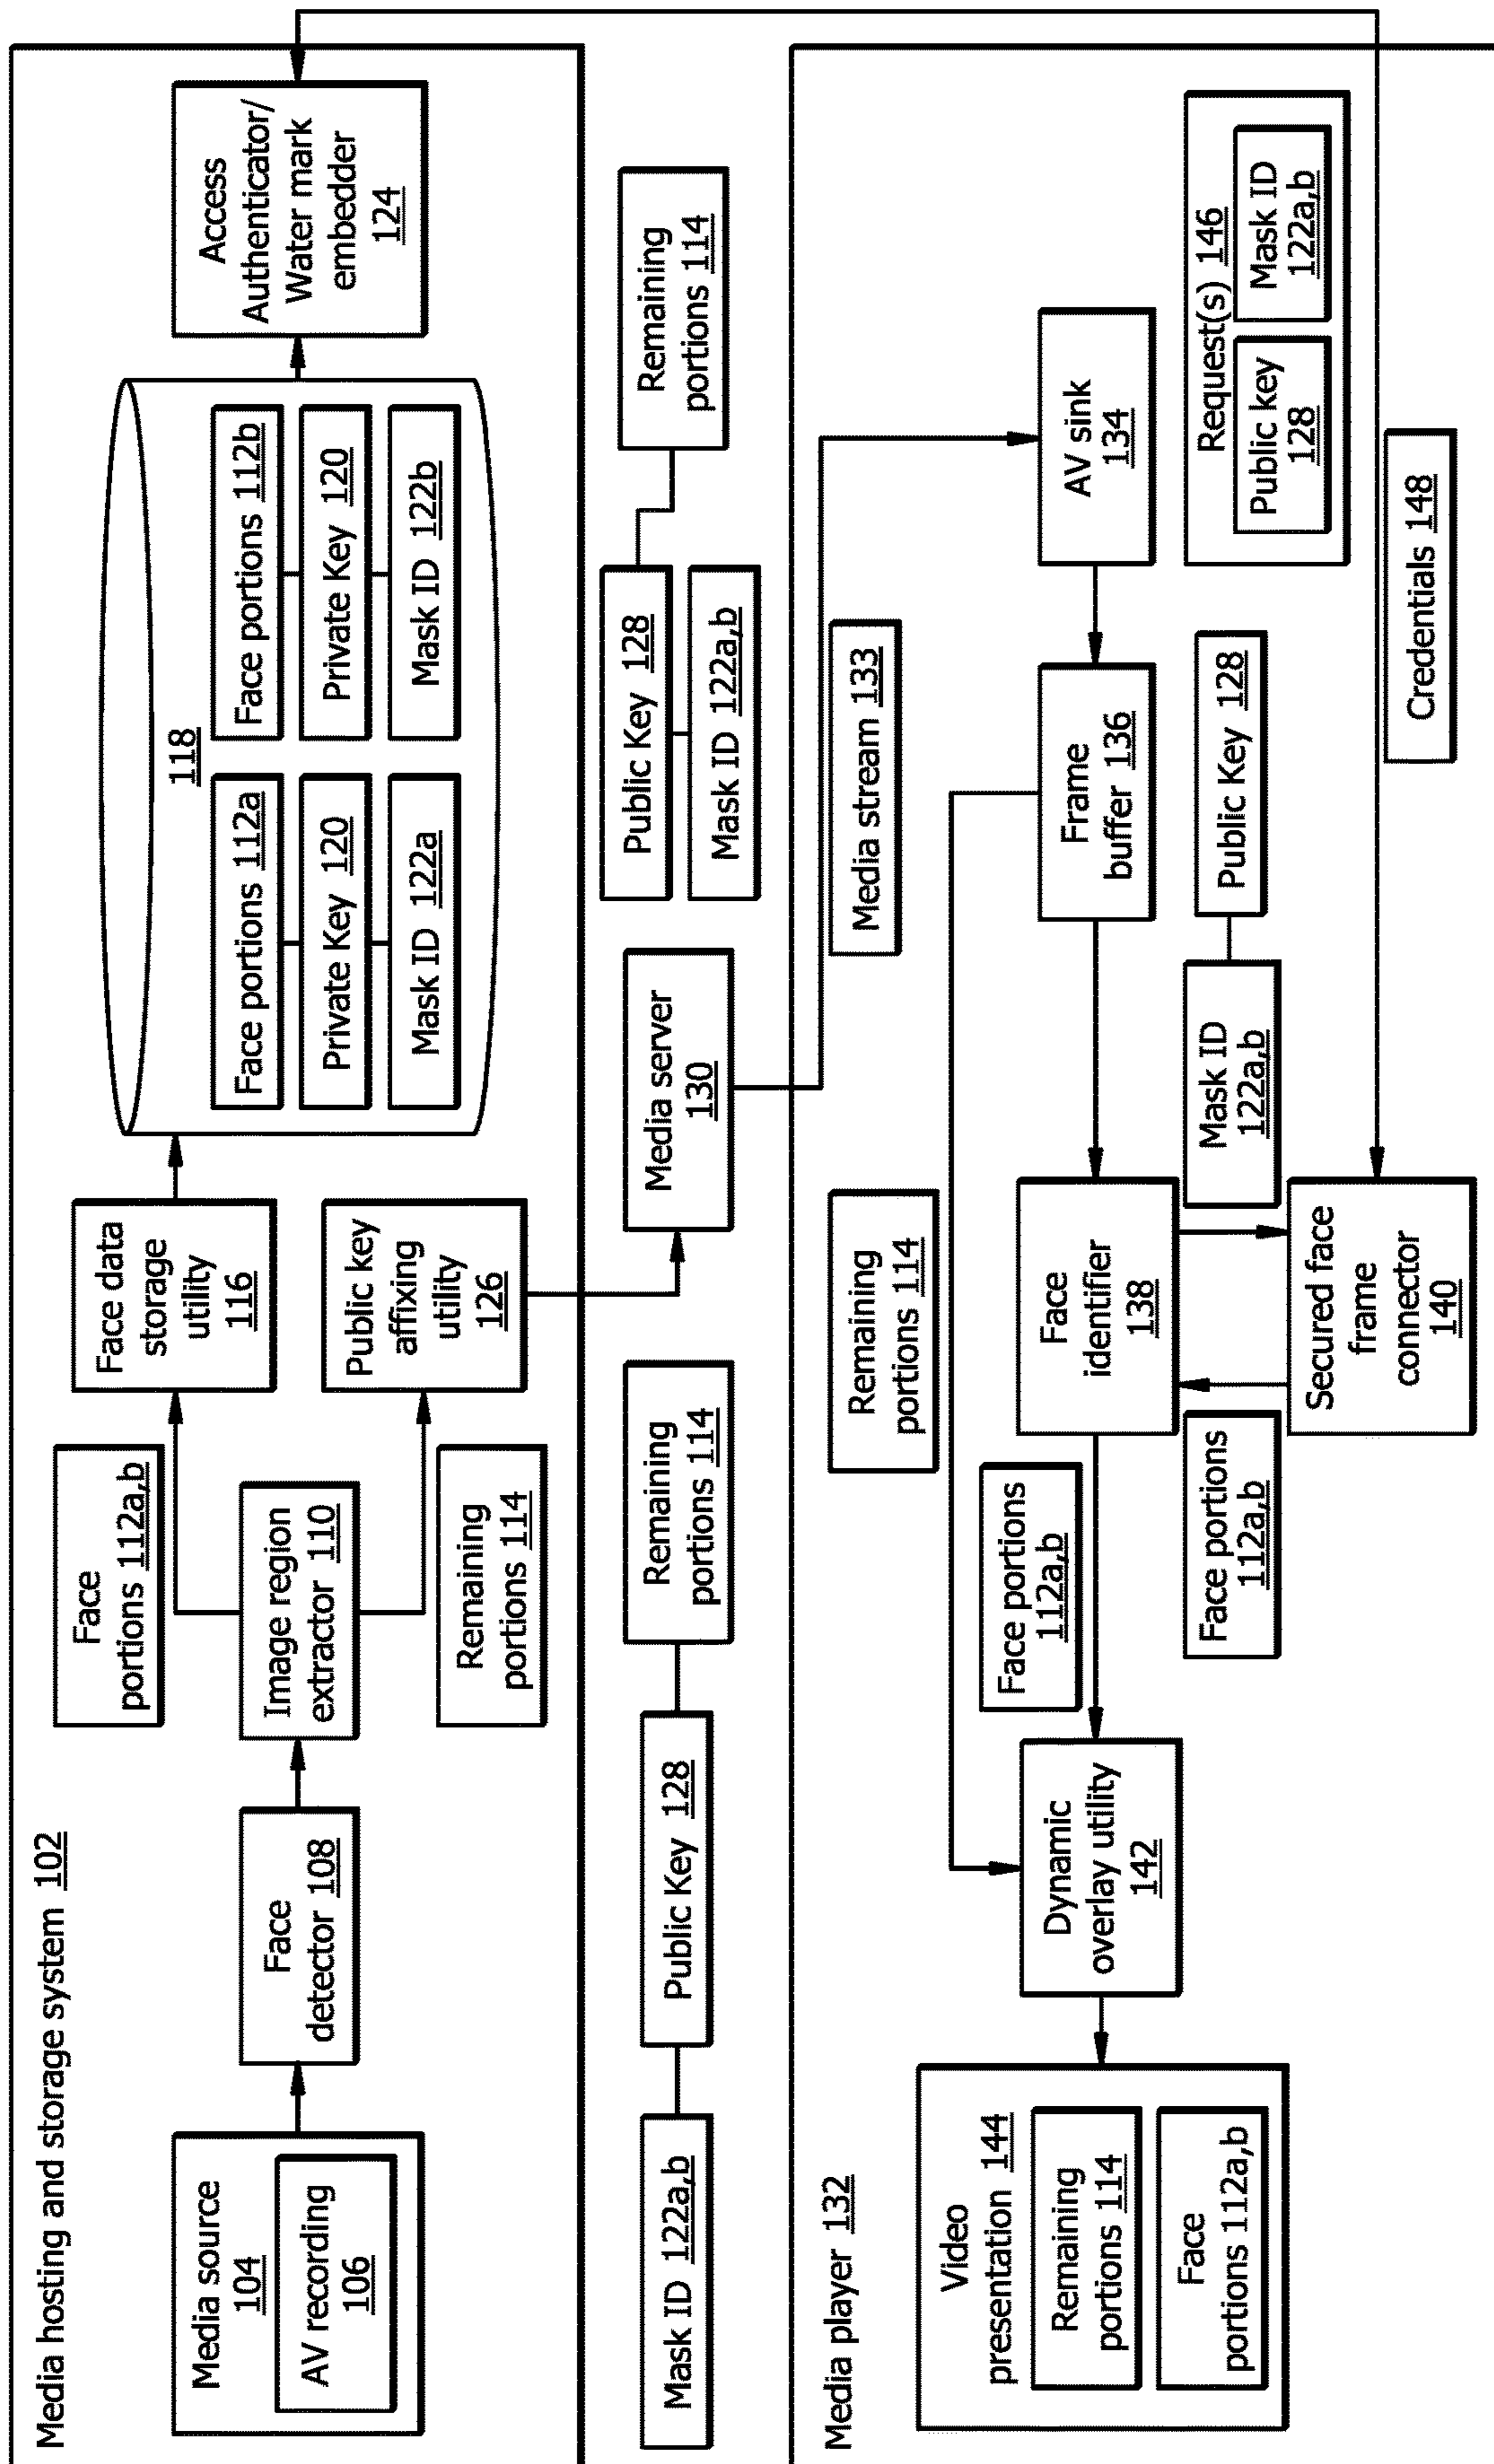 Media hosting and storage system 102
Media source
104
AV recording
106
Face
detector 108
Image region
extractor 110
Face
portions 112a,b
Remaining
portions 114
Face data
storage
utility
116
Public key
affixing
utility
126
118
Face portions 112a
Private Key 120
Mask ID 122a
Face portions 112b
Private Key 120
Mask ID 122b
Access
Authenticator/
Water mark
embedder
124
Mask ID 122a,b
Public Key 128
Remaining
portions 114
Media server
130
Public Key 128
Mask ID 122a,b
Remaining
portions 114
Media player 132
Media stream 133
Video
presentation 144
Remaining
portions 114
Face
portions 112a,b
Dynamic
overlay utility
142
Face portions
112a,b
Remaining
portions 114
Face
identifier
138
Face portions
112a,b
Secured face
frame
connector
140
Mask ID
122a,b
Public Key 128
Frame
buffer 136
AV sink
134
Request(s) 146
Public key
128
Mask ID
122a,b
Credentials 148